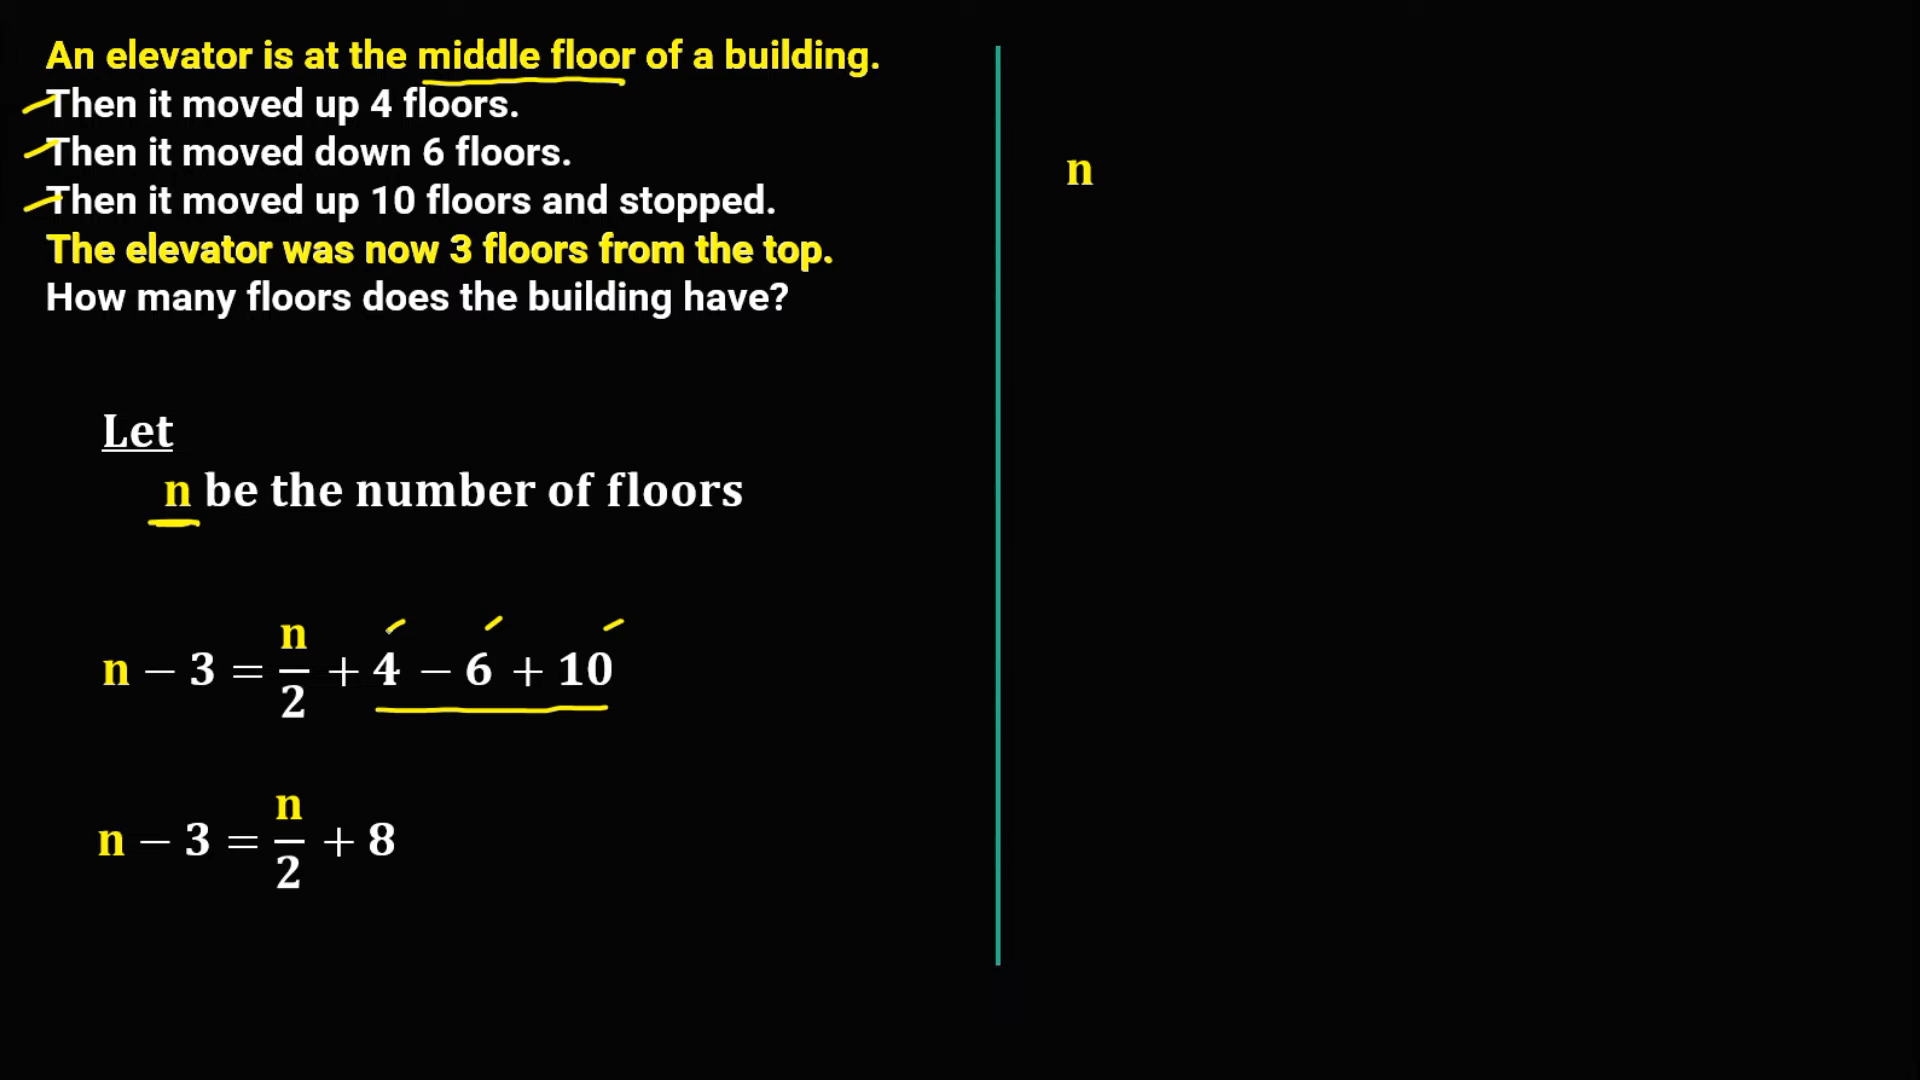 An elevator is at the middle floor of a building.
Then it moved up 4 floors.
Then it moved down 6 floors.
Then it moved up 10 floors and stopped.
The elevator was now 3 floors from the top.
How many floors does the building have?
Let
n be the number of floors
n − 3 = n/2 + 4 − 6 + 10
n − 3 = n/2 + 8
n